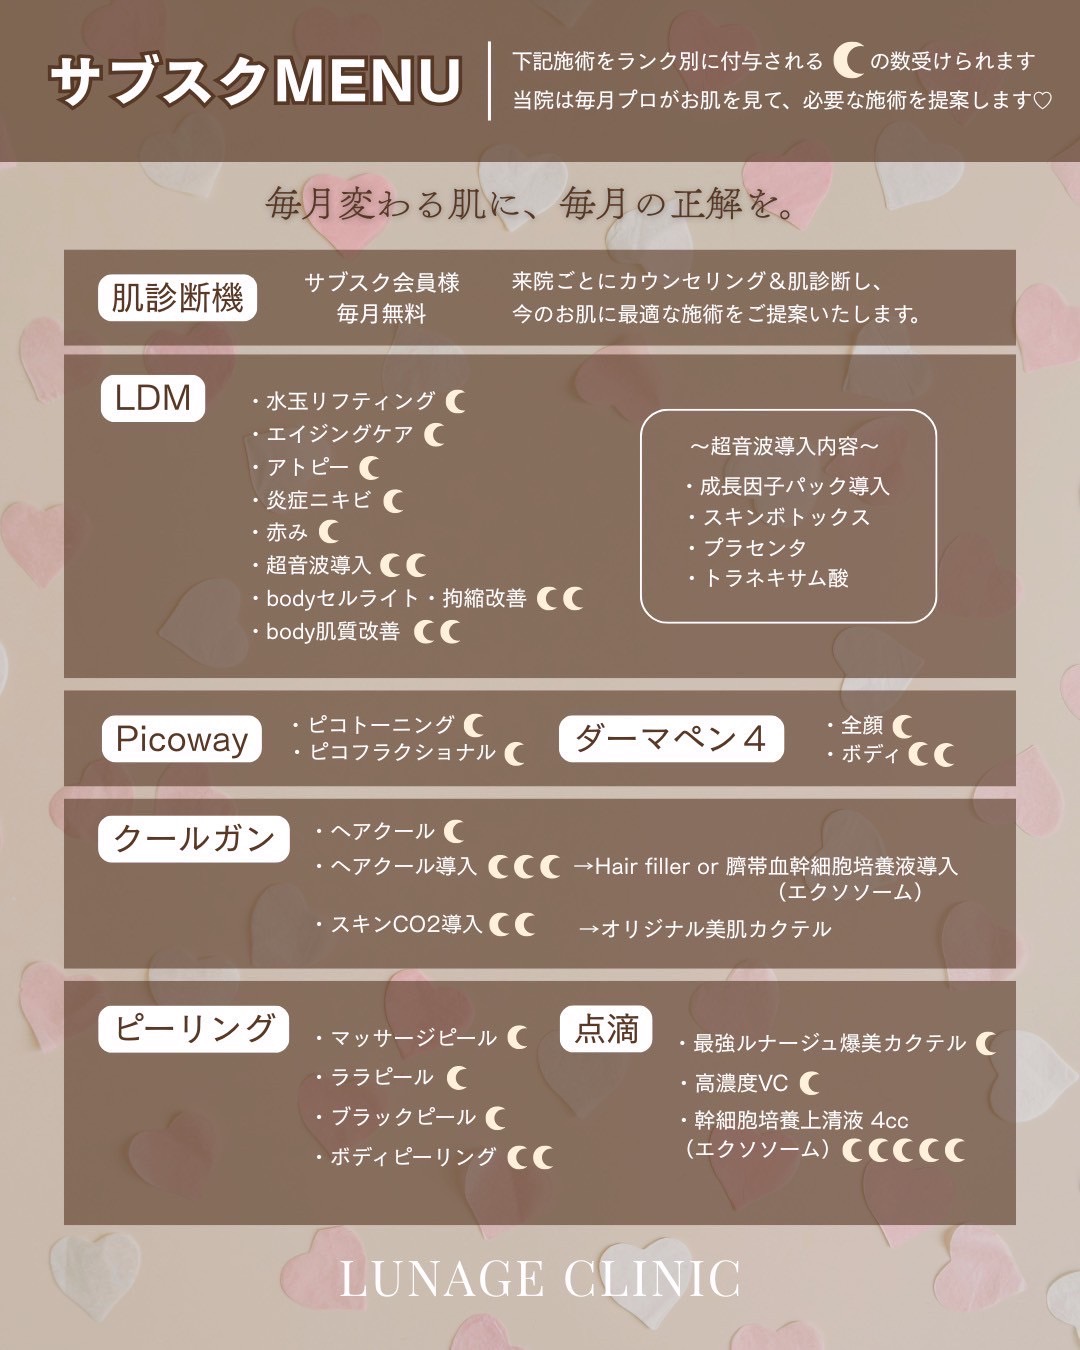 サブスクMENU
下記施術をランク別に付与される🌙の数受けられます
当院は毎月プロがお肌を見て、必要な施術を提案します♡
毎月変わる肌に、毎月の正解を。
肌診断機
サブスク会員様
毎月無料
来院ごとにカウンセリング＆肌診断し、
今のお肌に最適な施術をご提案いたします。
LDM
・水玉リフティング🌙
・エイジングケア🌙
・アトピー🌙
・炎症ニキビ🌙
・赤み🌙
・超音波導入🌙🌙
・bodyセルライト・拘縮改善🌙🌙
・body肌質改善🌙🌙
〜超音波導入内容〜
・成長因子パック導入
・スキンボトックス
・プラセンタ
・トラネキサム酸
Picoway
・ピコトーニング🌙
・ピコフラクショナル🌙
ダーマペン４
・全顔🌙
・ボディ🌙🌙
クールガン
・ヘアクール🌙
・ヘアクール導入🌙🌙🌙→Hair filler or 臍帯血幹細胞培養液導入
（エクソソーム）
・スキンCO2導入🌙🌙 →オリジナル美肌カクテル
ピーリング
・マッサージピール🌙
・ララピール🌙
・ブラックピール🌙
・ボディピーリング🌙🌙
点滴
・最強ルナージュ爆美カクテル🌙
・高濃度VC🌙
・幹細胞培養上清液 4cc
（エクソソーム）🌙🌙🌙🌙🌙
LUNAGE CLINIC